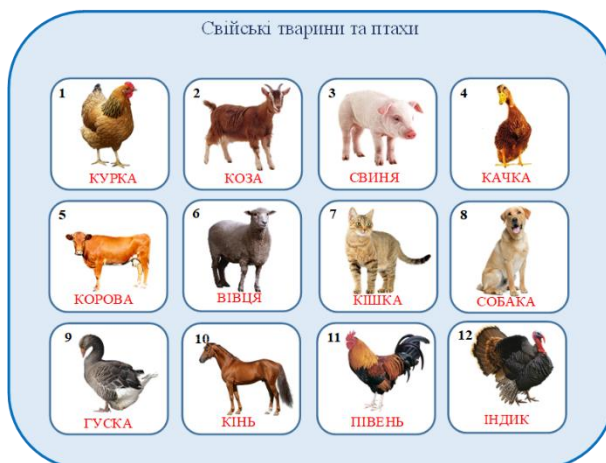 Свійські тварини та птахи
1
КУРКА
2
КОЗА
3
СВИНЯ
4
КАЧКА
5
КОРОВА
6
ВІВЦЯ
7
КІШКА
8
СОБАКА
9
ГУСКА
10
КІНЬ
11
ПІВЕНЬ
12
ІНДИК